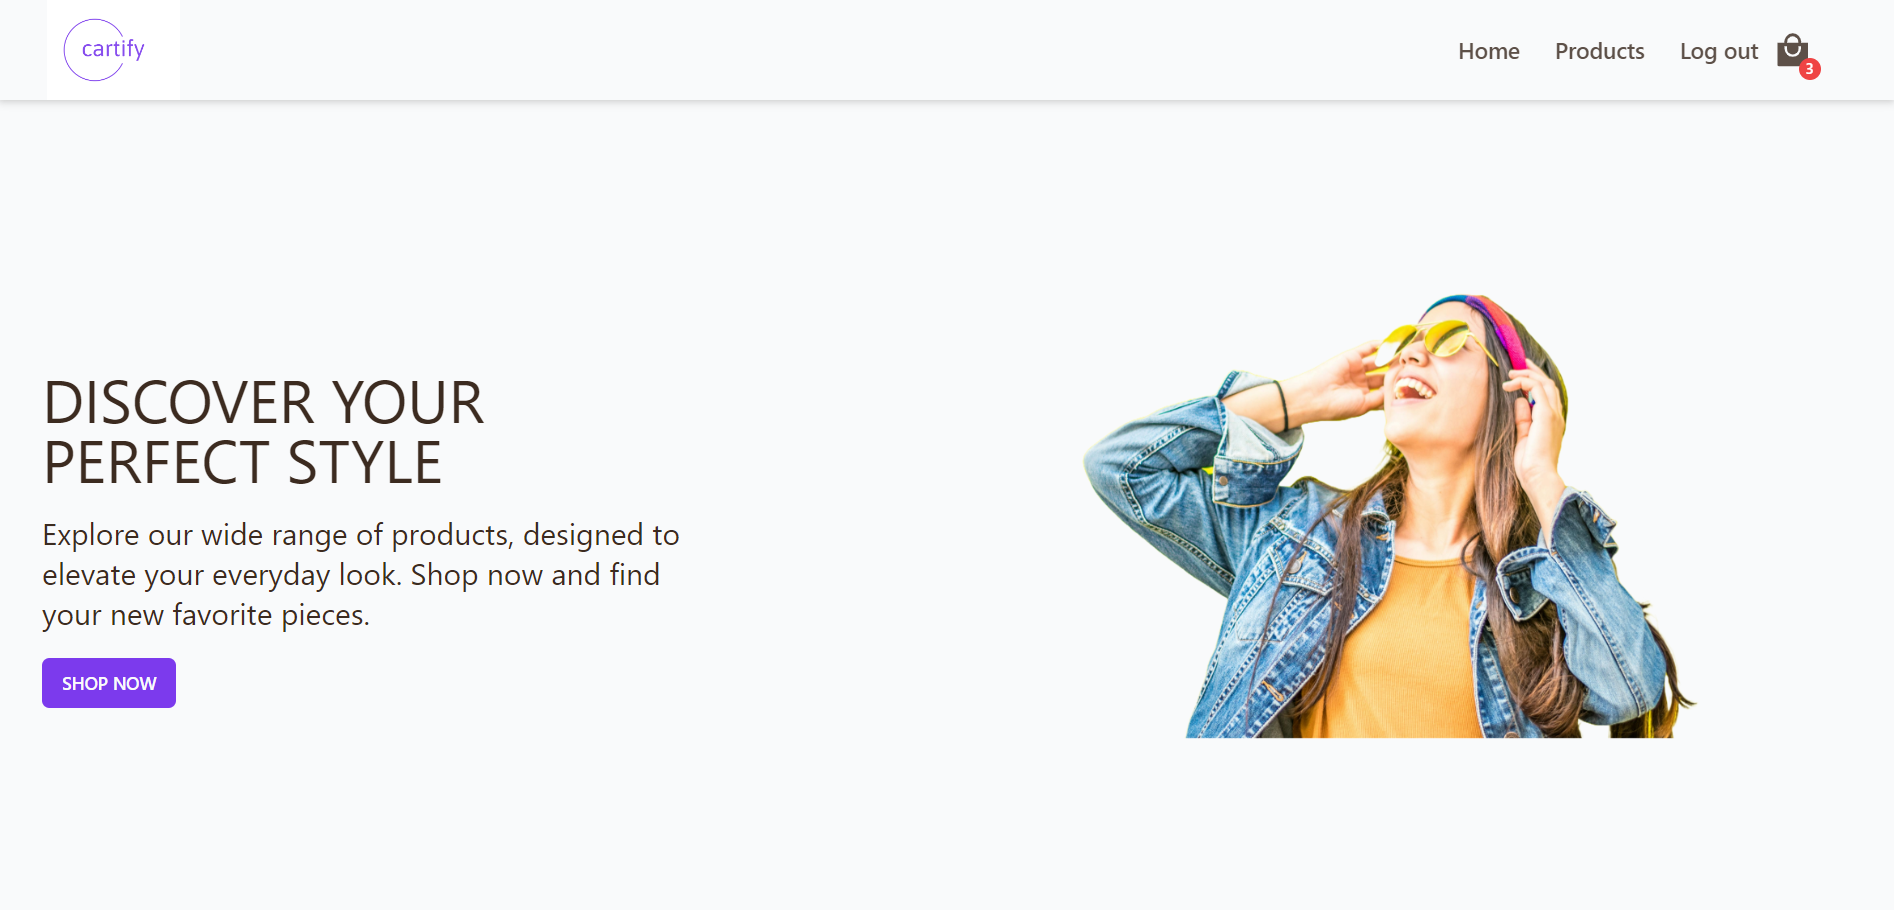 cartify
Home
Products
Log out
3
DISCOVER YOUR
PERFECT STYLE
Explore our wide range of products, designed to
elevate your everyday look. Shop now and find
your new favorite pieces.
SHOP NOW